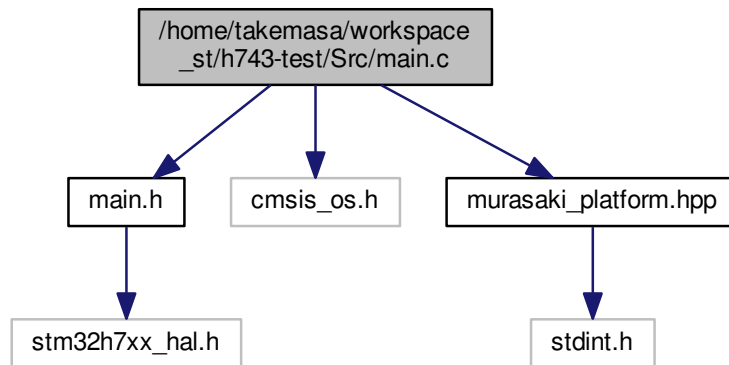 /home/takemasa/workspace
_st/h743-test/Src/main.c
main.h
cmsis_os.h
murasaki_platform.hpp
stm32h7xx_hal.h
stdint.h